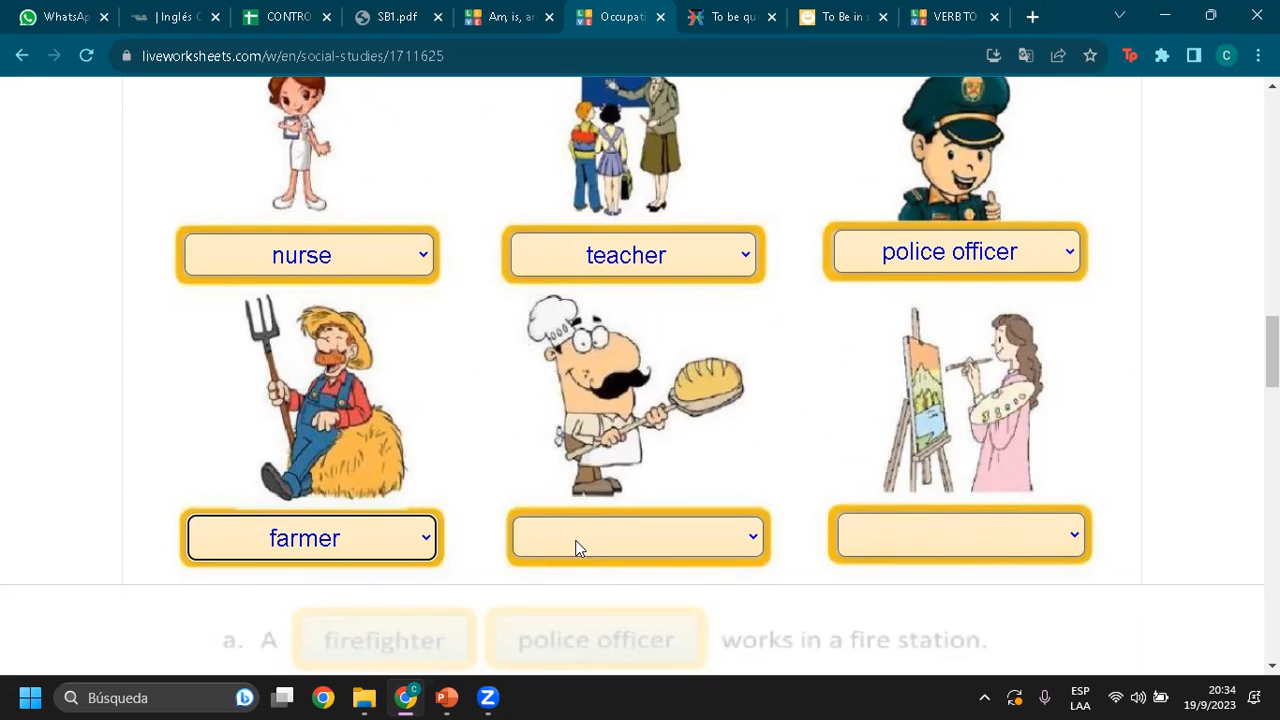 WhatsAp
| Inglés C
CONTRO
SB1.pdf
Am, is, ar
Occupati
To be qu
To Be in s
VERB TO
liveworksheets.com/w/en/social-studies/1711625
Tp
C
nurse
teacher
police officer
farmer
a. A firefighter police officer works in a fire station.
Búsqueda
C
ESP
LAA
20:34
19/9/2023